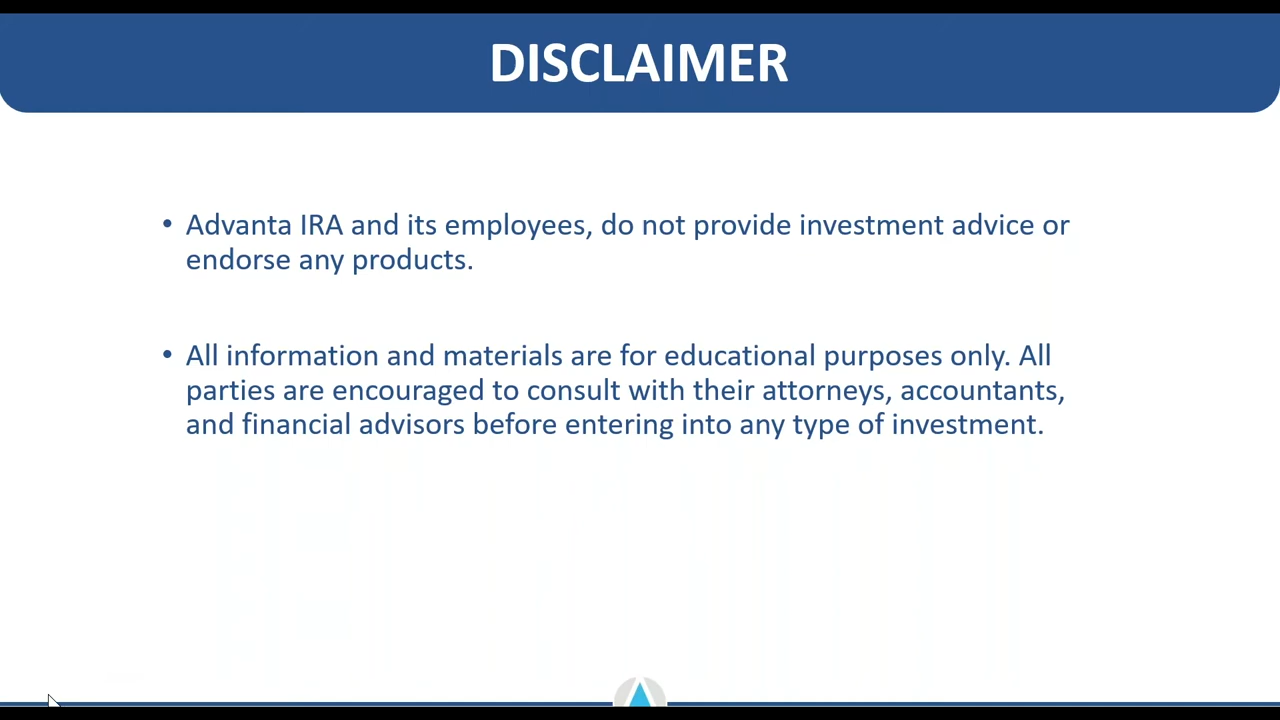 DISCLAIMER
• Advanta IRA and its employees, do not provide investment advice or
endorse any products.
• All information and materials are for educational purposes only. All
parties are encouraged to consult with their attorneys, accountants,
and financial advisors before entering into any type of investment.